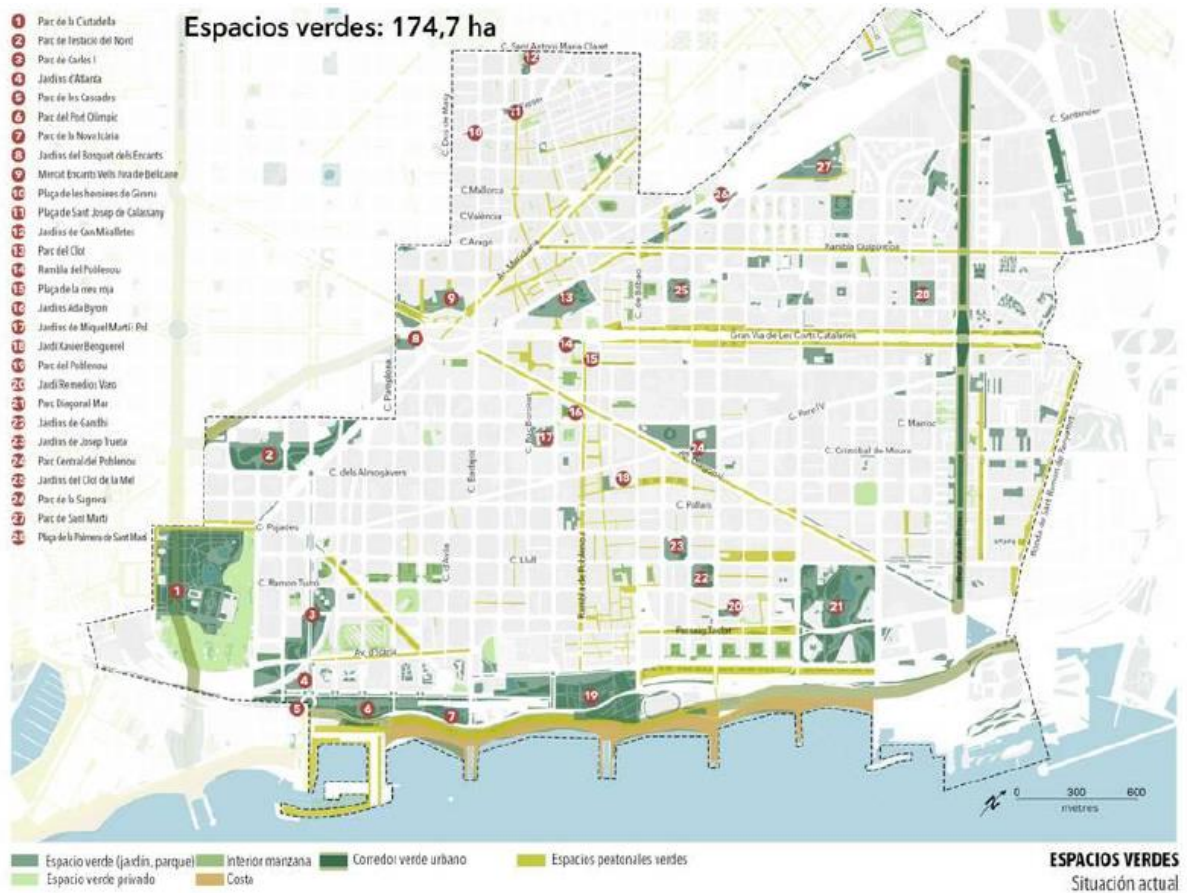 Espacios verdes: 174,7 ha
1 Parc de la Ciutadella
2 Parc de l'estació del Nord
3 Parc de Carles I
4 Jardins d'Atlanta
5 Parc de les Cascades
6 Parc del Port Olímpic
7 Parc de la Nova Icària
8 Jardins del Bosquet dels Encants
9 Mercat Encants Vells
10 Plaça de les heroïnes de Girona
11 Plaça de Sant Josep de Calassanç
12 Jardins de Can Miralletes
13 Parc del Clot
14 Rambla del Poblenou
15 Plaça de la creu roja
16 Jardins Ada Byron
17 Jardins de Miquel Martí i Pol
18 Jardí Xavier Benguerel
19 Parc del Poblenou
20 Jardí Remedios Varo
21 Parc Diagonal Mar
22 Jardins de Gandhi
23 Jardins de Josep Trueta
24 Parc Central del Poblenou
25 Jardins del Clot de la Mel
26 Parc de la Sagrera
27 Parc de Sant Martí
28 Plaça de la Palmera de Sant Martí
C. Sant Antoni Maria Claret
C. Dos de Maig
C. Santander
C. Mallorca
C. València
C. Aragó
Av. Meridiana
Rambla Guipúscoa
C. de Bilbao
Gran Via de Les Corts Catalanes
C. Pamplona
C. Pere IV
C. Marroc
C. Cristóbal de Moura
C. dels Almogàvers
C. Badajoz
C. Pallars
C. Pujades
C. d'Àvila
C. Llull
C. Ramon Turró
Rambla de Poblenou
Ronda de Sant Ramon de Penyafort
Passeig Taulat
Av. d'Icària
0 300 600
metres
Espacio verde (jardín, parque)
Interior manzana
Corredor verde urbano
Espacios peatonales verdes
Espacio verde privado
Costa
ESPACIOS VERDES
Situación actual